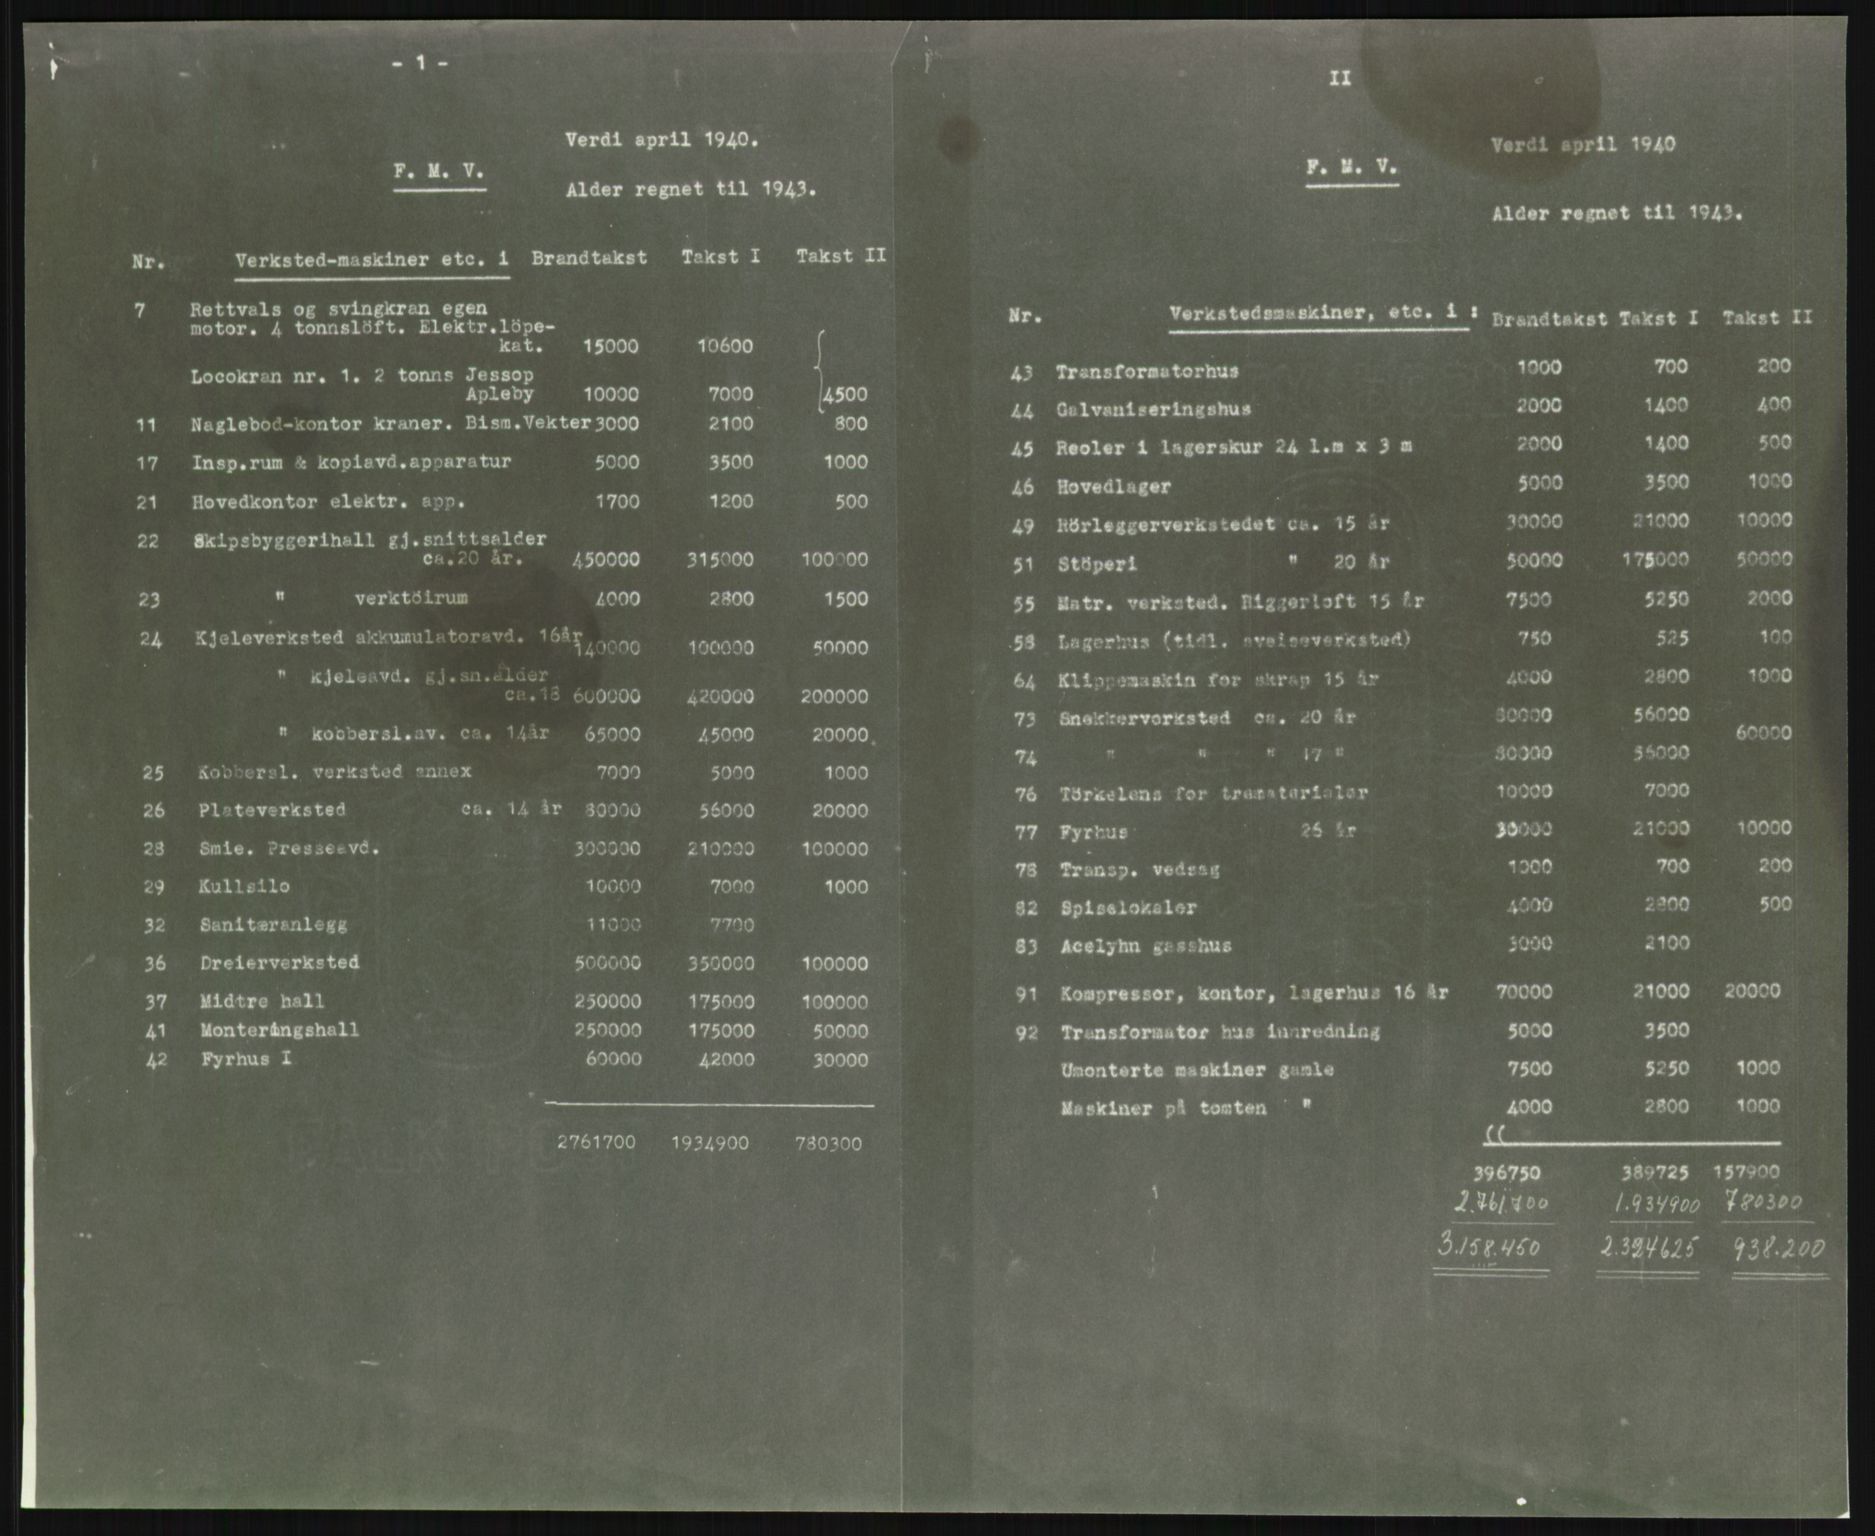 - 1 -
Verdi april 1940.
F. M. V.
Alder regnet til 1943.
Nr. Verksted-maskiner etc. i Brandtakst Takst I Takst II
7 Rettvals og svingkran egen
motor. 4 tonnslöft. Elektr.löpe-
kat. 15000 10600
Locokran nr. 1. 2 tonns Jessop
Apleby 10000 7000 4500
11 Naglebod-kontor kraner. Bism.Vekter 3000 2100 800
17 Insp.rum & kopiavd.apparatur 5000 3500 1000
21 Hovedkontor elektr. app. 1700 1200 500
22 Skipsbyggerihall gj.snittsalder
ca.20 år. 450000 315000 100000
23 " verktöirum 4000 2800 1500
24 Kjeleverksted akkumulatoravd. 16år
140000 100000 50000
" kjeleavd. gj.sn.ålder
ca.18 600000 420000 200000
" kobbersl.av. ca. 14år 65000 45000 20000.
25 Kobbersl. verksted annex 7000 5000 1000
26 Plateverksted ca. 14 år 80000 56000 20000
28 Smie. Presseavd. 300000 210000 100000
29 Kullsilo 10000 7000 1000
32 Sanitæranlegg 11000 7700
36 Dreierverksted 500000 350000 100000
37 Midtre hall 250000 175000 100000
41 Monteringshall 250000 175000 50000
42 Fyrhus I 60000 42000 30000
2761700 1934900 780300
II
Verdi april 1940
F. M. V.
Alder regnet til 1943.
Nr. Verkstedsmaskiner, etc. i : Brandtakst Takst I Takst II
43 Transformatorhus 1000 700 200
44 Galvaniseringshus 2000 1400 400
45 Reoler i lagerskur 24 l.m x 3 m 2000 1400 500
46 Hovedlager 5000 3500 1000
49 Rörleggerverkstedet ca. 15 år 30000 21000 10000
51 Stöperi " 20 år 50000 175000 50000
55 Matr. verksted. Riggerloft 15 år 7500 5250 2000
58 Lagerhus (tidl. sveiseverksted) 750 525 100
64 Klippemaskin for skrap 15 år 4000 2800 1000
73 Snekkerverksted ca. 20 år 80000 56000
60000
74 " " " 17 " 80000 56000
76 Törkelens for trematerialer 10000 7000
77 Fyrhus 26 år 30000 21000 10000
78 Transp. vedsag 1000 700 200
82 Spiselokaler 4000 2800 500
83 Acelyhn gasshus 3000 2100
91 Kompressor, kontor, lagerhus 16 år 70000 21000 20000
92 Transformator hus innredning 5000 3500
Umonterte maskiner gamle 7500 5250 1000
Maskiner på tomten " 4000 2800 1000
396750 389725 157900
2.761.700 1.934900 780300
3.158.450 2.324625 938.200